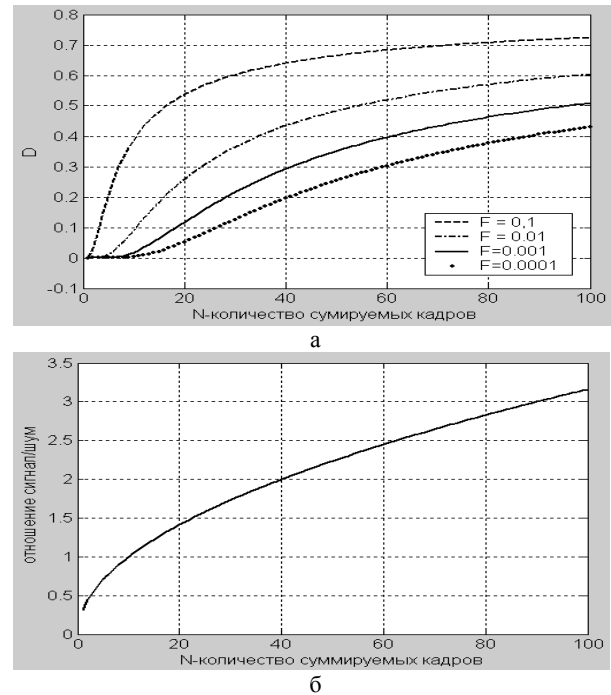 0.8
0.7
0.6
0.5
0.4
0.3
0.2
0.1
0
-0.1
D
F = 0,1
F = 0.01
F=0.001
F=0.0001
0 20 40 60 80 100
N-количество сумируемых кадров
а
3.5
3
2.5
2
1.5
1
0.5
0
отношение сигнал/шум
0 20 40 60 80 100
N-количество суммируемых кадров
б